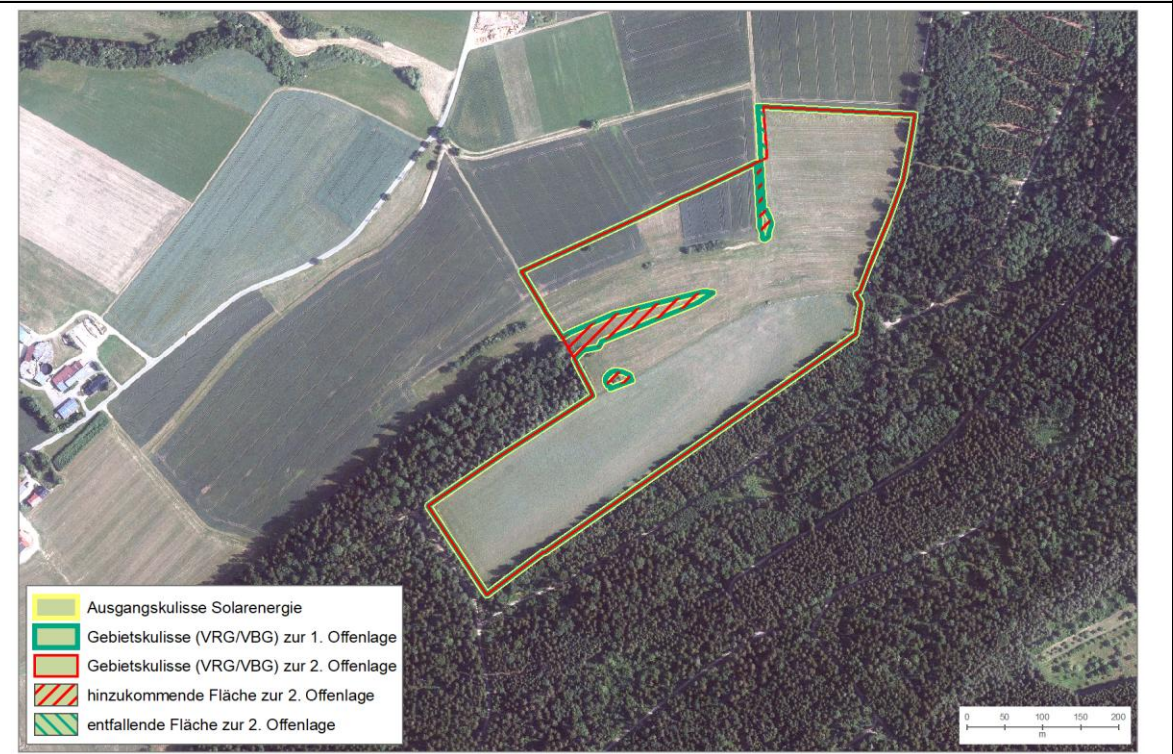 Ausgangskulisse Solarenergie
Gebietskulisse (VRG/VBG) zur 1. Offenlage
Gebietskulisse (VRG/VBG) zur 2. Offenlage
hinzukommende Fläche zur 2. Offenlage
entfallende Fläche zur 2. Offenlage
0 50 100 150 200
m